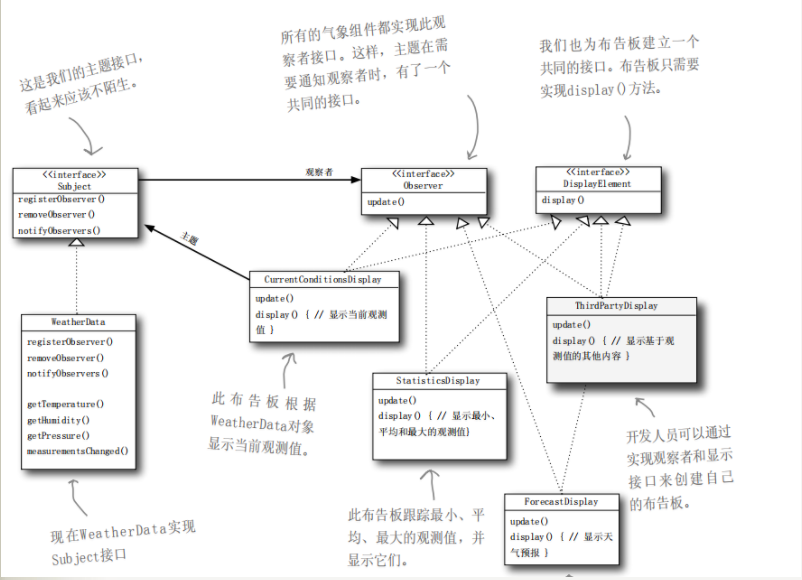 这是我们的主题接口，
看起来应该不陌生。
所有的气象组件都实现此观
察者接口。这样，主题在需
要通知观察者时，有了一个
共同的接口。
我们也为布告板建立一个
共同的接口。布告板只需要
实现display()方法。
<<interface>>
Subject
registerObserver()
removeObserver()
notifyObservers()
观察者
<<interface>>
Observer
update()
<<interface>>
DisplayElement
display()
主题
CurrentConditionsDisplay
update()
display() { // 显示当前观测
值 }
ThirdPartyDisplay
update()
display() { // 显示基于观
测值的其他内容 }
WeatherData
registerObserver()
removeObserver()
notifyObservers()
getTemperature()
getHumidity()
getPressure()
measurementsChanged()
StatisticsDisplay
update()
display() { // 显示最小、
平均和最大的观测值}
此布告板根据
WeatherData对象
显示当前观测值。
开发人员可以通过
实现观察者和显示
接口来创建自己
的布告板。
ForecastDisplay
update()
display() { // 显示天
气预报 }
现在WeatherData实现
Subject接口
此布告板跟踪最小、平
均、最大的观测值，并
显示它们。